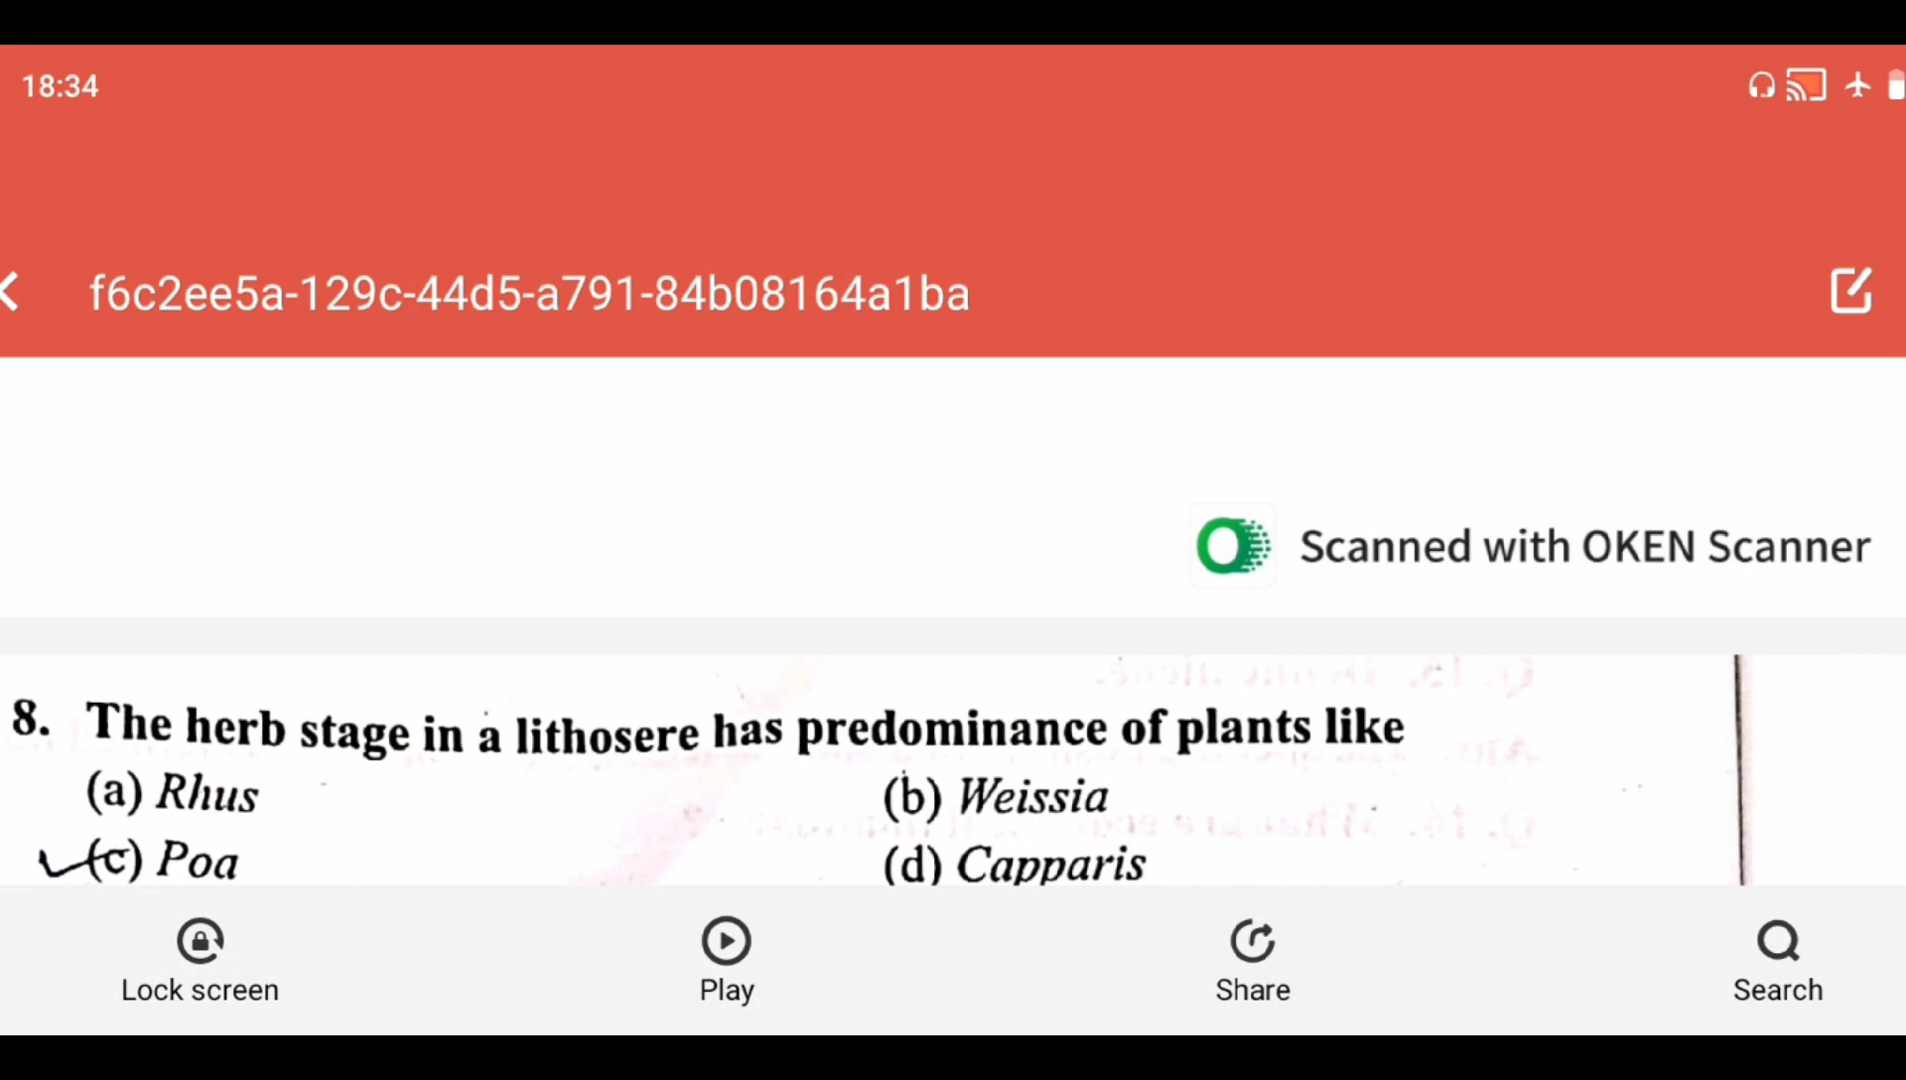 18:34
f6c2ee5a-129c-44d5-a791-84b08164a1ba
Scanned with OKEN Scanner
8. The herb stage in a lithosere has predominance of plants like
(a) Rhus (b) Weissia
(c) Poa (d) Capparis
Lock screen Play Share Search